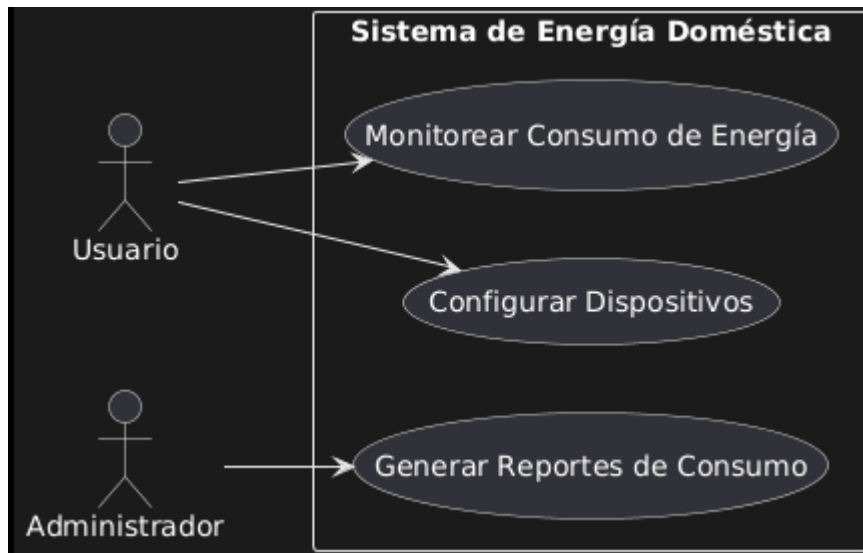 Sistema de Energía Doméstica
Monitorear Consumo de Energía
Usuario
Configurar Dispositivos
Generar Reportes de Consumo
Administrador